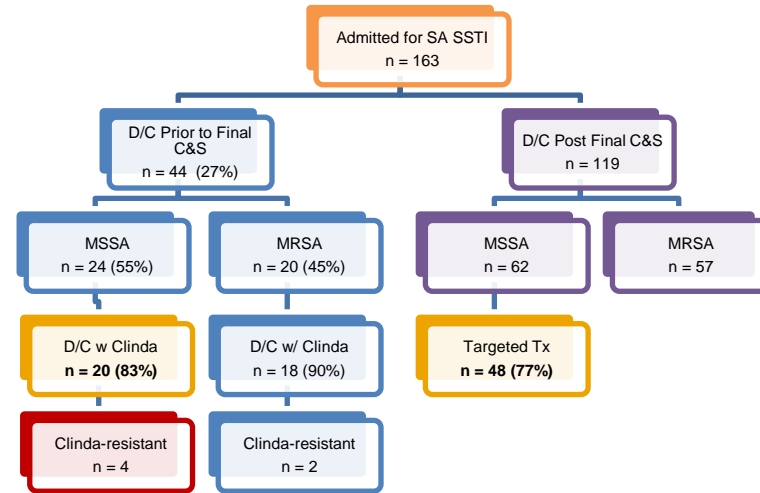 Admitted for SA SSTI
n = 163
D/C Prior to Final
C&S
n = 44 (27%)
D/C Post Final C&S
n = 119
MSSA
n = 24 (55%)
MRSA
n = 20 (45%)
MSSA
n = 62
MRSA
n = 57
D/C w Clinda
n = 20 (83%)
D/C w/ Clinda
n = 18 (90%)
Targeted Tx
n = 48 (77%)
Clinda-resistant
n = 4
Clinda-resistant
n = 2